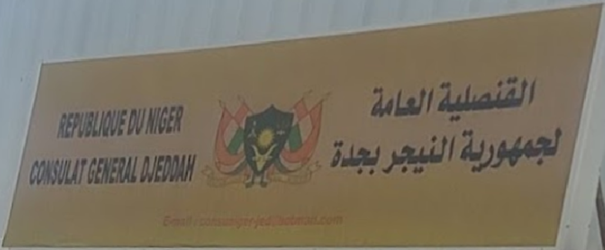 REPUBLIQUE DU NIGER
CONSULAT GENERAL DJEDDAH
القنصلية العامة
لجمهورية النيجر بجدة